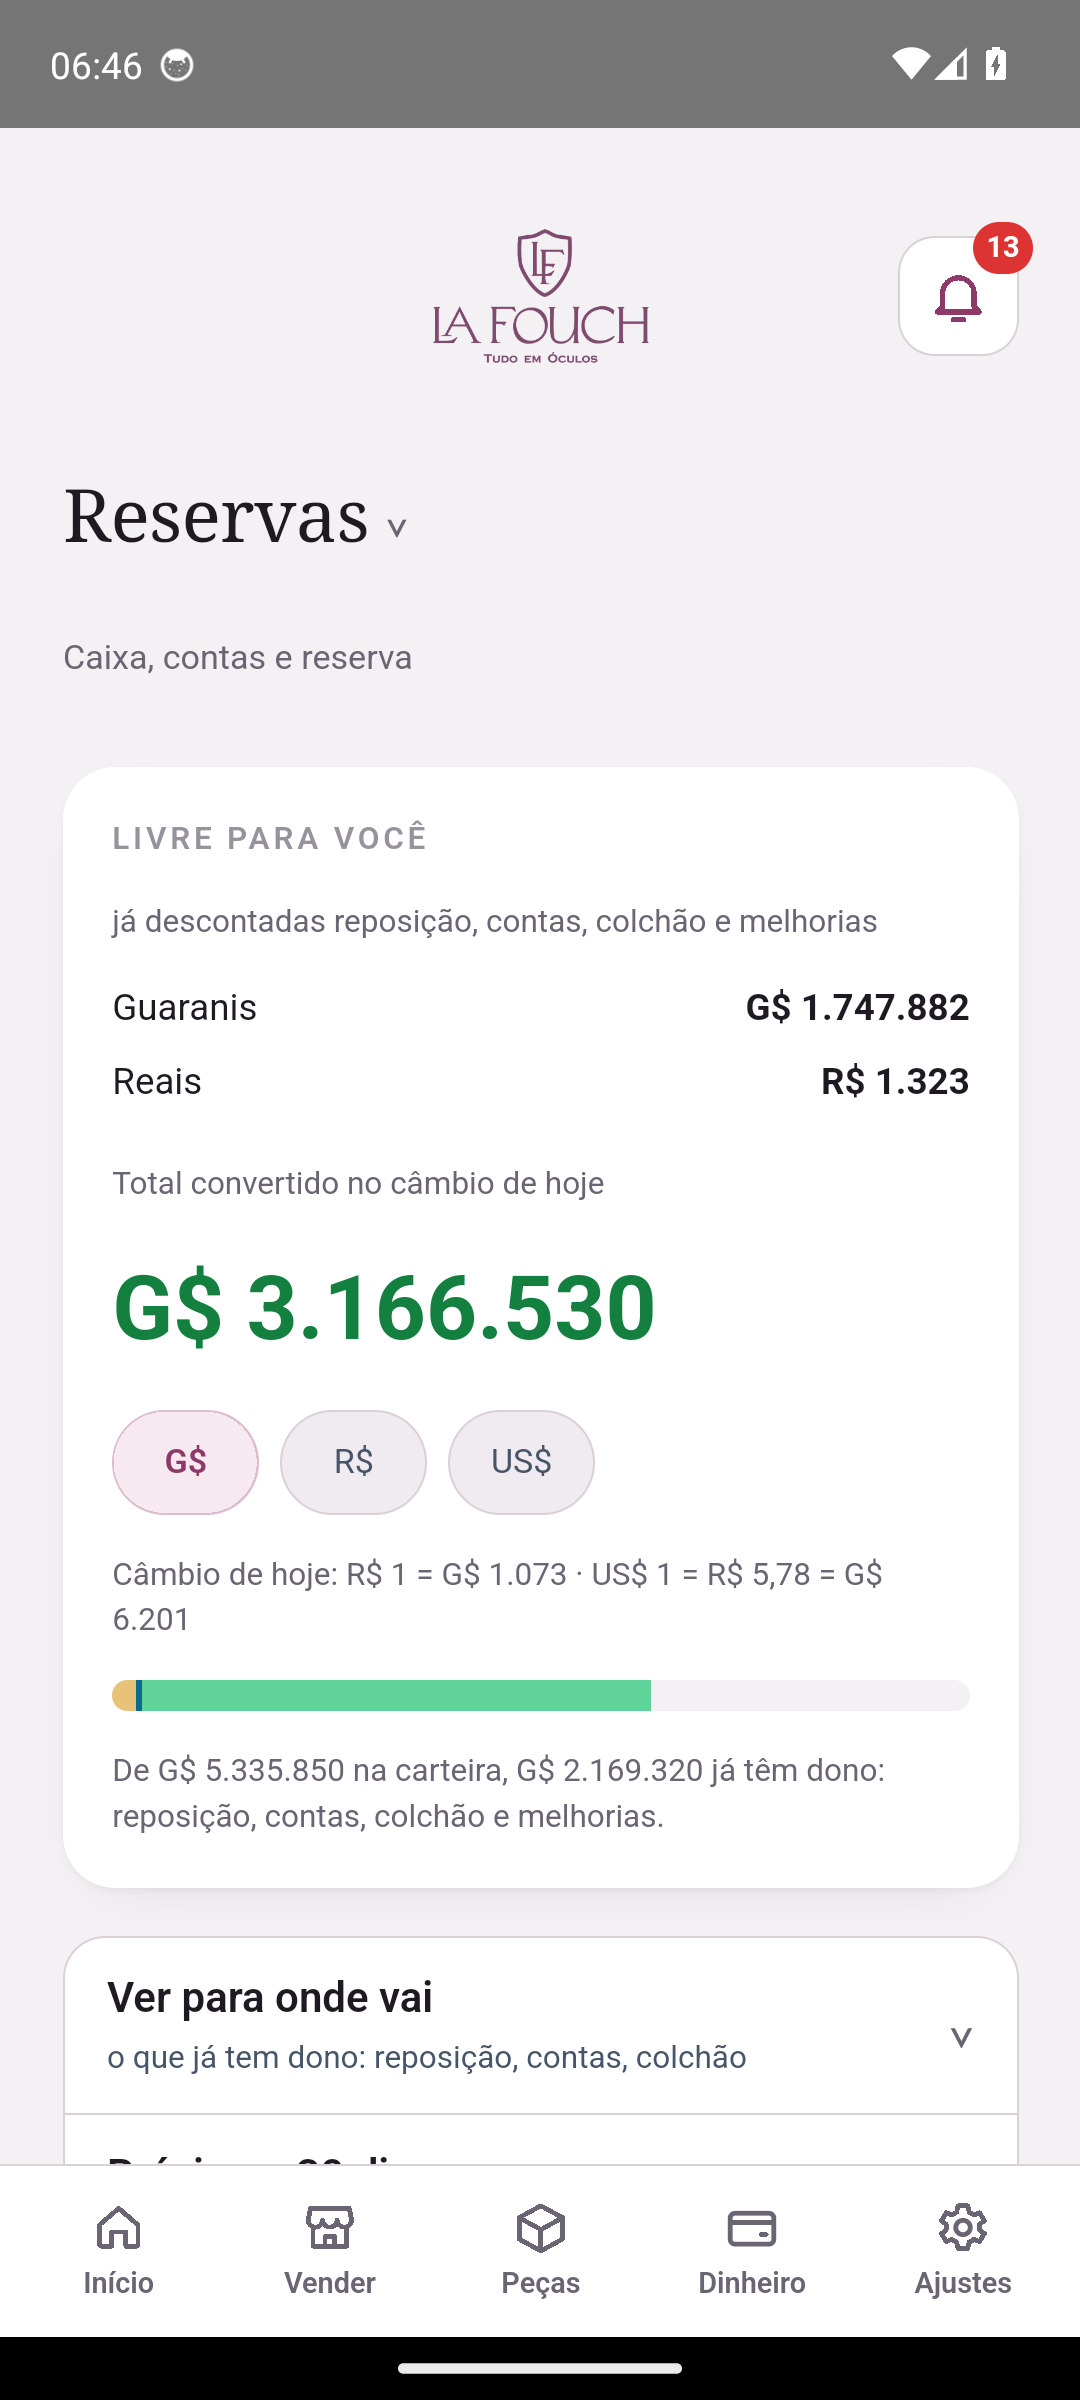 06:46
13
LF
LA FOUCH
TUDO EM ÓCULOS
Reservas
Caixa, contas e reserva
LIVRE PARA VOCÊ
já descontadas reposição, contas, colchão e melhorias
Guaranis G$ 1.747.882
Reais R$ 1.323
Total convertido no câmbio de hoje
G$ 3.166.530
G$ R$ US$
Câmbio de hoje: R$ 1 = G$ 1.073 · US$ 1 = R$ 5,78 = G$
6.201
De G$ 5.335.850 na carteira, G$ 2.169.320 já têm dono:
reposição, contas, colchão e melhorias.
Ver para onde vai
o que já tem dono: reposição, contas, colchão
Início Vender Peças Dinheiro Ajustes